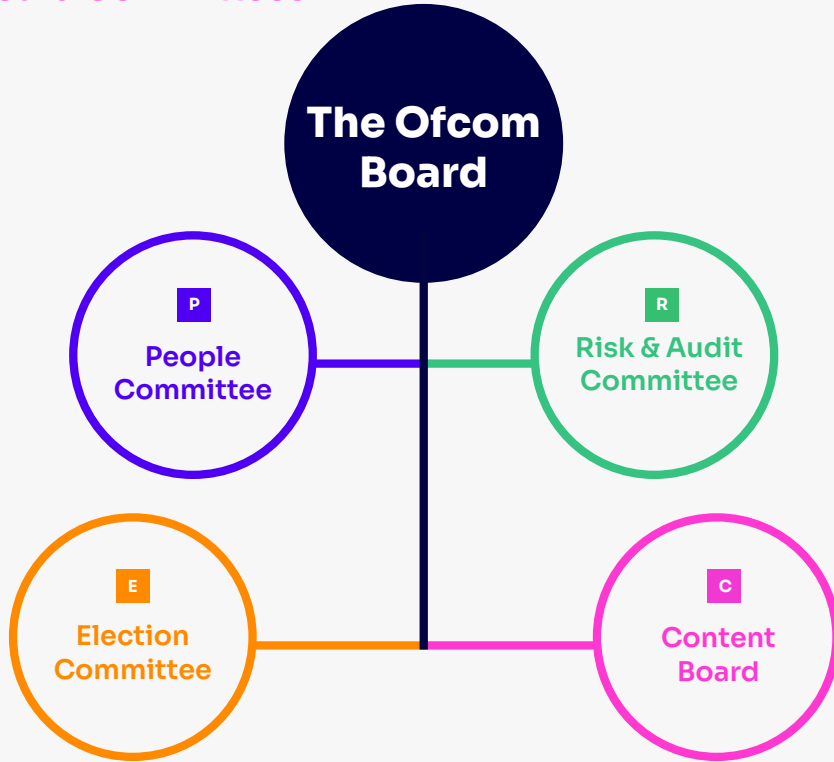 The Ofcom
Board
P
People
Committee
R
Risk & Audit
Committee
E
Election
Committee
C
Content
Board